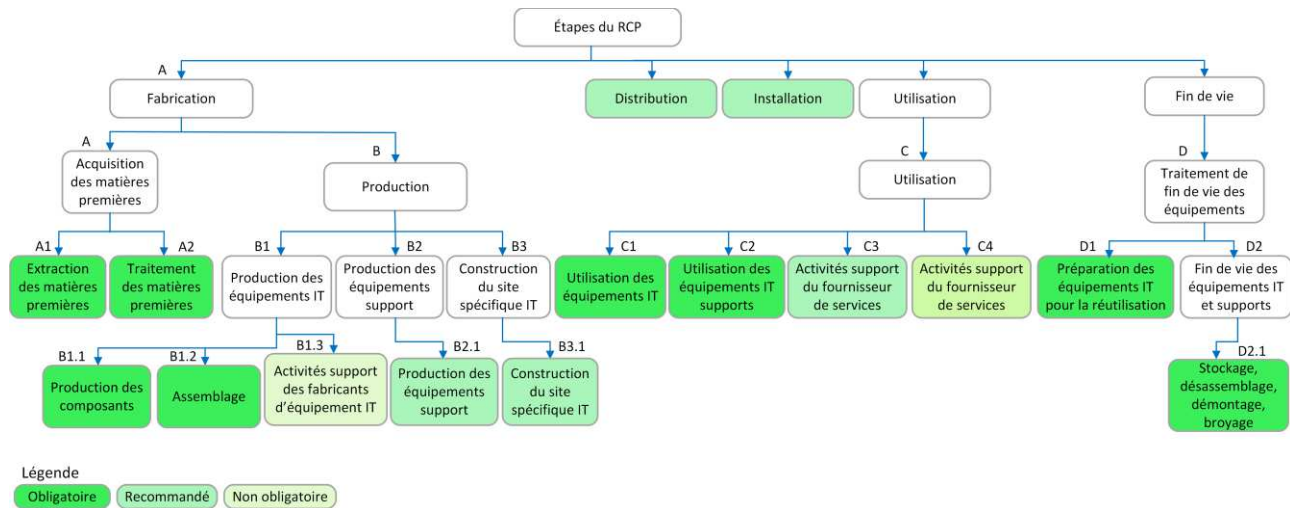 Étapes du RCP
A
Fabrication
Distribution
Installation
Utilisation
Fin de vie
A
Acquisition
des matières
premières
B
Production
C
Utilisation
D
Traitement de
fin de vie des
équipements
A1
Extraction
des matières
premières
A2
Traitement
des matières
premières
B1
Production des
équipements IT
B2
Production des
équipements
support
B3
Construction
du site
spécifique IT
C1
Utilisation des
équipements IT
C2
Utilisation des
équipements IT
supports
C3
Activités support
du fournisseur
de services
C4
Activités support
du fournisseur
de services
D1
Préparation des
équipements IT
pour la réutilisation
D2
Fin de vie des
équipements IT
et supports
B1.1
Production des
composants
B1.2
Assemblage
B1.3
Activités support
des fabricants
d'équipement IT
B2.1
Production des
équipements
support
B3.1
Construction
du site
spécifique IT
D2.1
Stockage,
désassemblage,
démontage,
broyage
Légende
Obligatoire
Recommandé
Non obligatoire